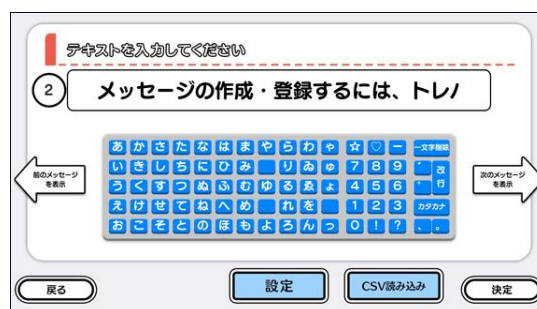 テキストを入力してください
2
メッセージの作成・登録するには、トレ
前のメッセージ
を表示
次のメッセージ
を表示
あ か さ た な は ま や ら わ ゃ ☆ ♡ ー 一文字削除
い き し ち に ひ み り ゐ ゅ 7 8 9 ゛ 改行
う く す つ ぬ ふ む ゆ る ゑ ょ 4 5 6 ゜
え け せ て ね へ め れ を 1 2 3 カタカナ
お こ そ と の ほ も よ ろ ん っ 0 ! ? 、 。
戻る
設定
CSV読み込み
決定